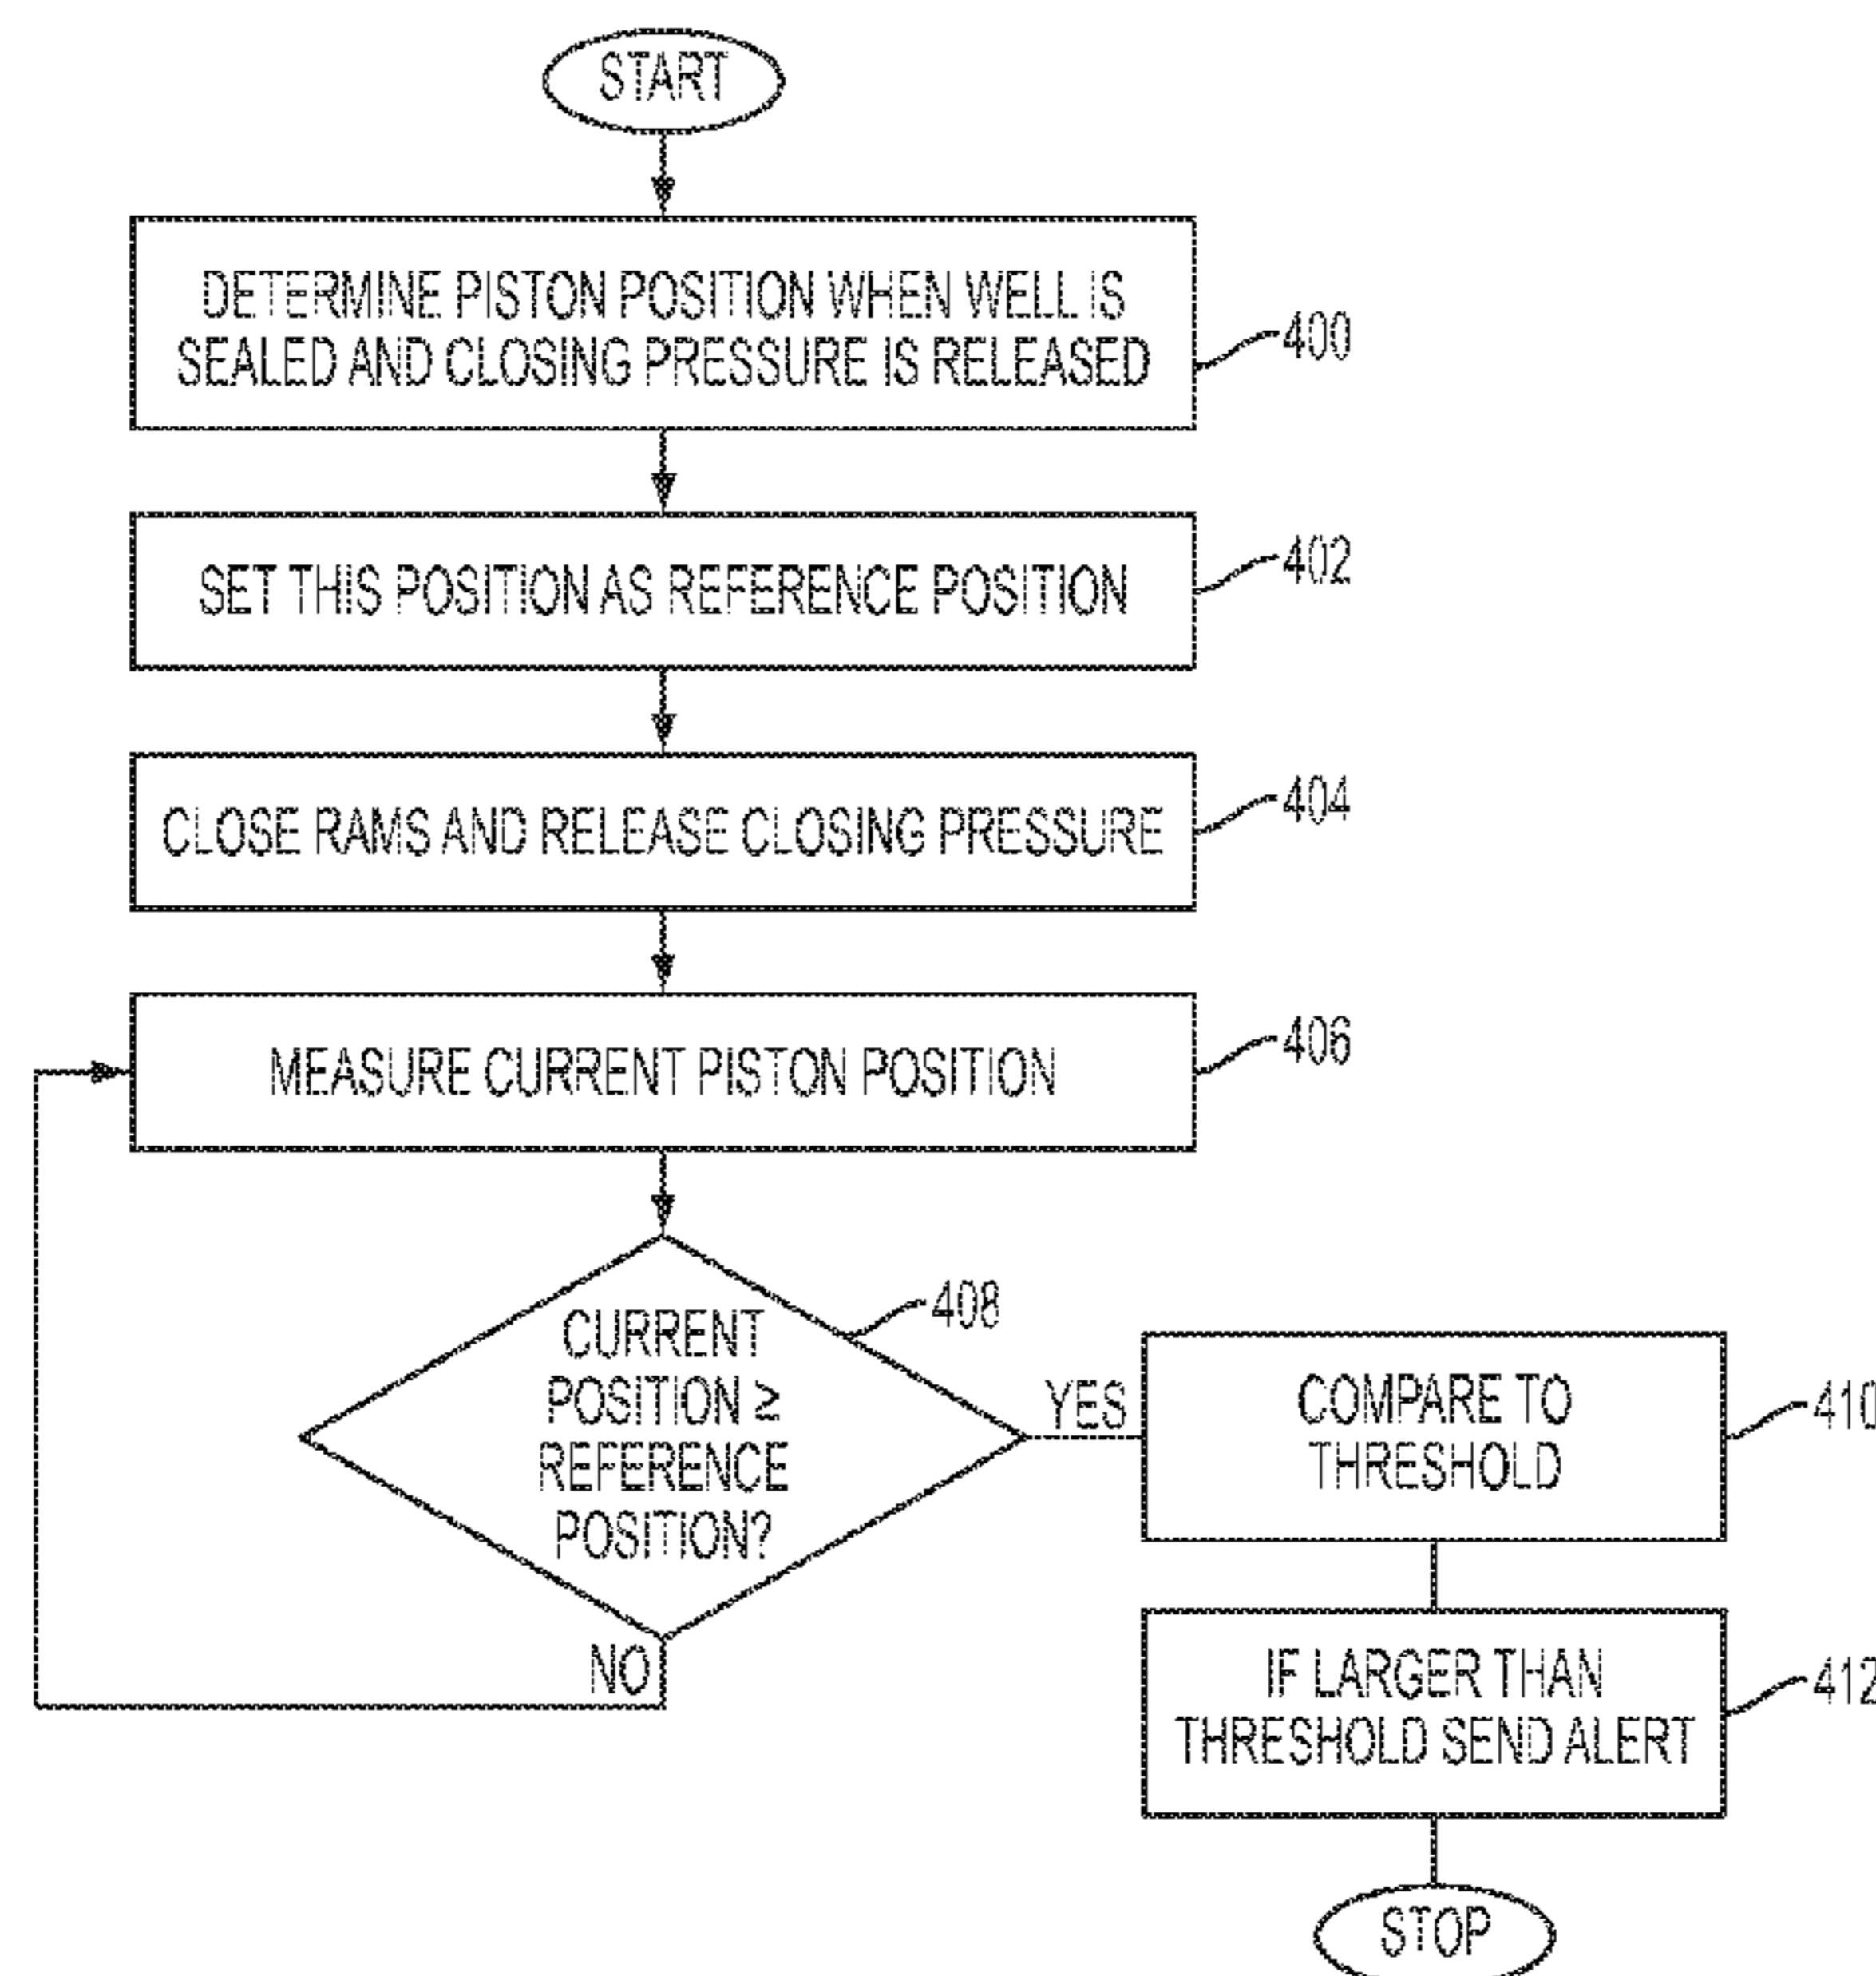 START
DETERMINE PISTON POSITION WHEN WELL IS
SEALED AND CLOSING PRESSURE IS RELEASED
400
SET THIS POSITION AS REFERENCE POSITION
402
CLOSE RAMS AND RELEASE CLOSING PRESSURE
404
MEASURE CURRENT PISTON POSITION
406
CURRENT
POSITION ≥
REFERENCE
POSITION?
408
YES
NO
COMPARE TO
THRESHOLD
410
IF LARGER THAN
THRESHOLD SEND ALERT
412
STOP